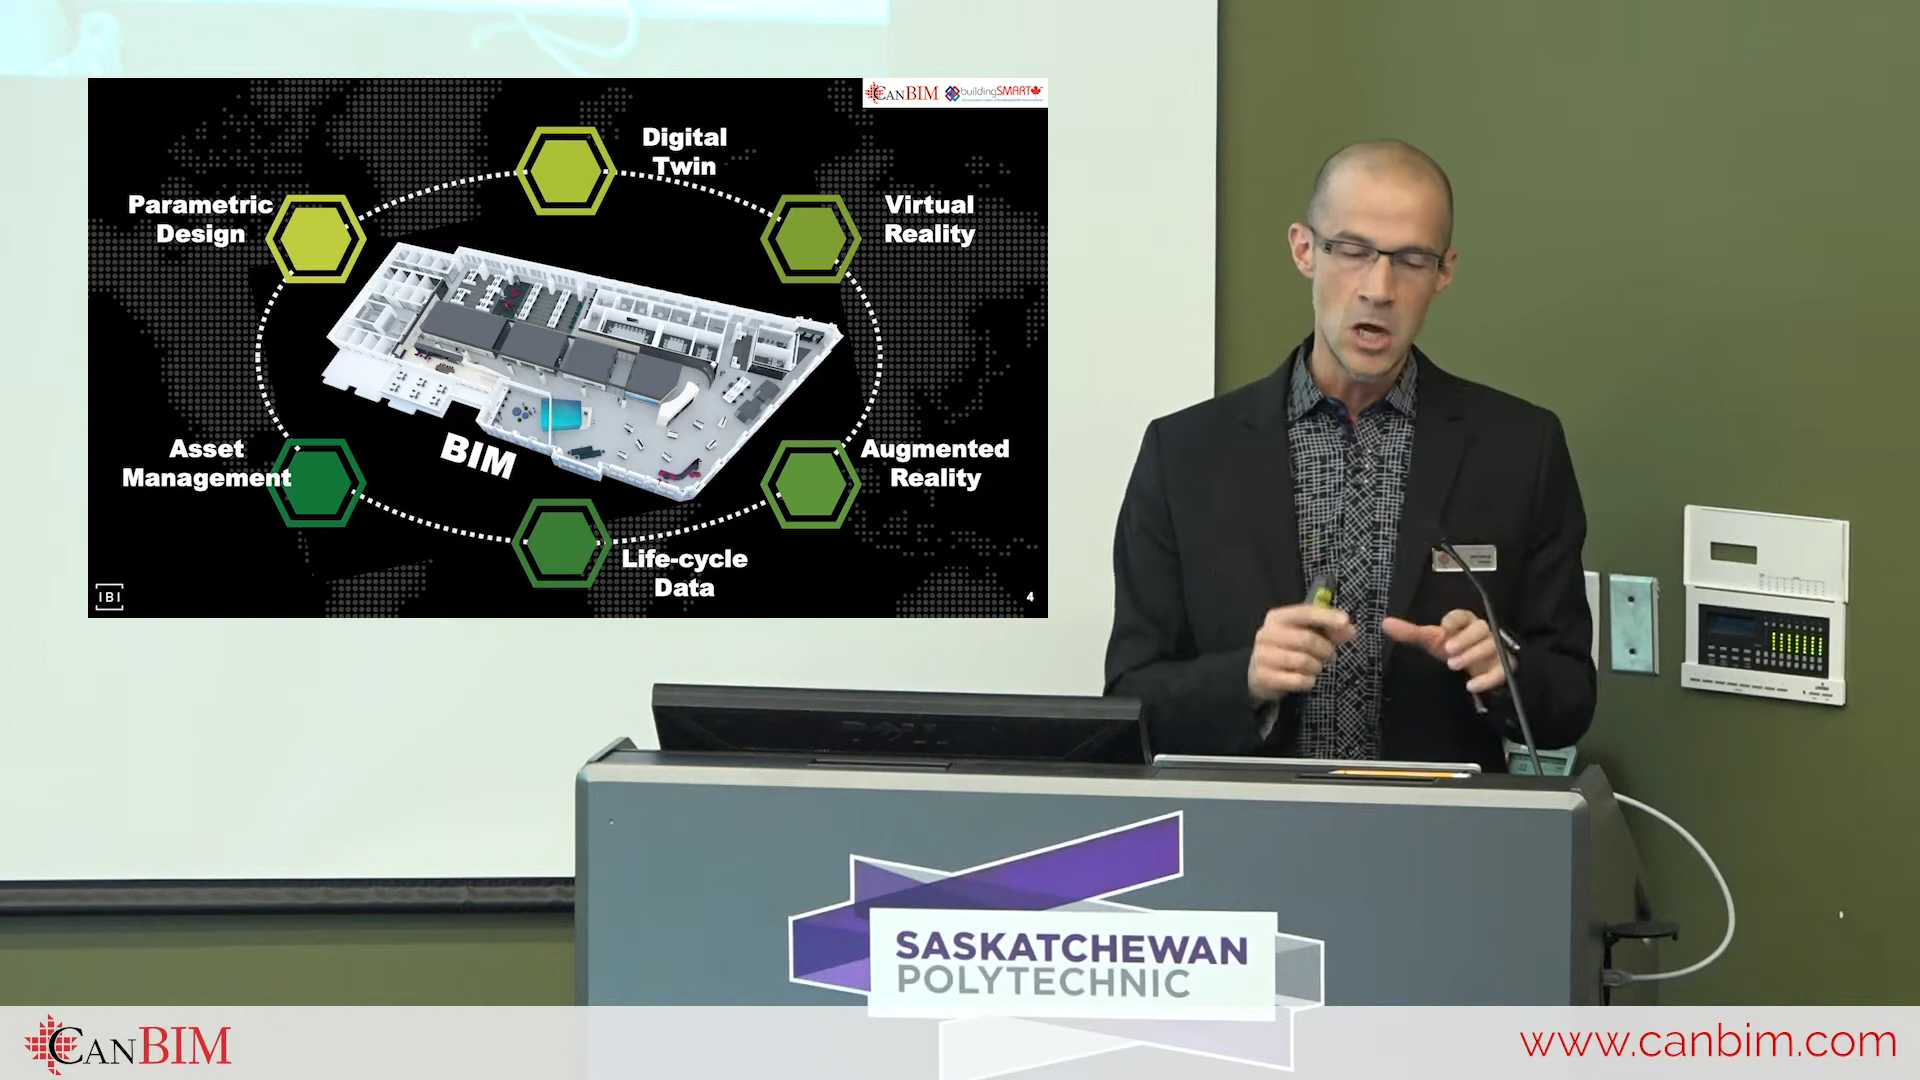 CANBIM
buildingSMART
Digital
Twin
Parametric
Design
Virtual
Reality
BIM
Asset
Management
Augmented
Reality
Life-cycle
Data
IBI
4
SASKATCHEWAN
POLYTECHNIC
CANBIM
www.canbim.com